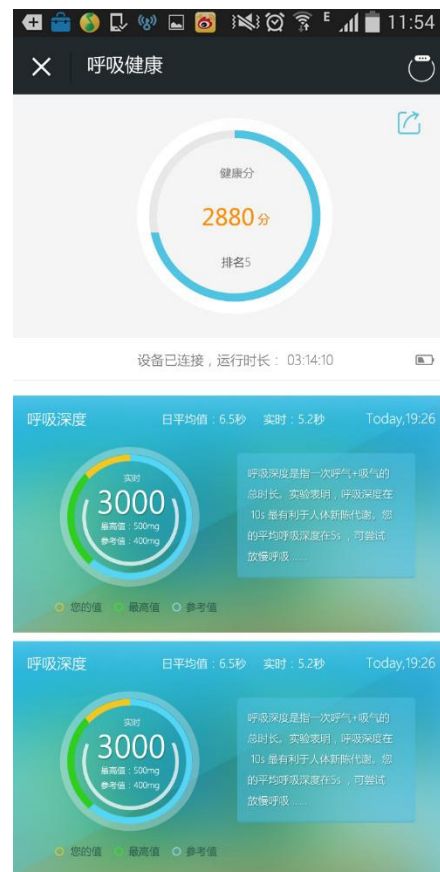 E 11:54
呼吸健康
健康分
2880分
排名5
设备已连接，运行时长： 03:14:10
呼吸深度 日平均值：6.5秒 实时：5.2秒 Today,19:26
实时
3000
最高值：500mg
参考值：400mg
呼吸深度是指一次呼气+吸气的
总时长。实验表明，呼吸深度在
10s 最有利于人体新陈代谢。您
的平均呼吸深度在5s ，可尝试
放慢呼吸……
您的值 最高值 参考值
呼吸深度 日平均值：6.5秒 实时：5.2秒 Today,19:26
实时
3000
最高值：500mg
参考值：400mg
呼吸深度是指一次呼气+吸气的
总时长。实验表明，呼吸深度在
10s 最有利于人体新陈代谢。您
的平均呼吸深度在5s ，可尝试
放慢呼吸……
您的值 最高值 参考值